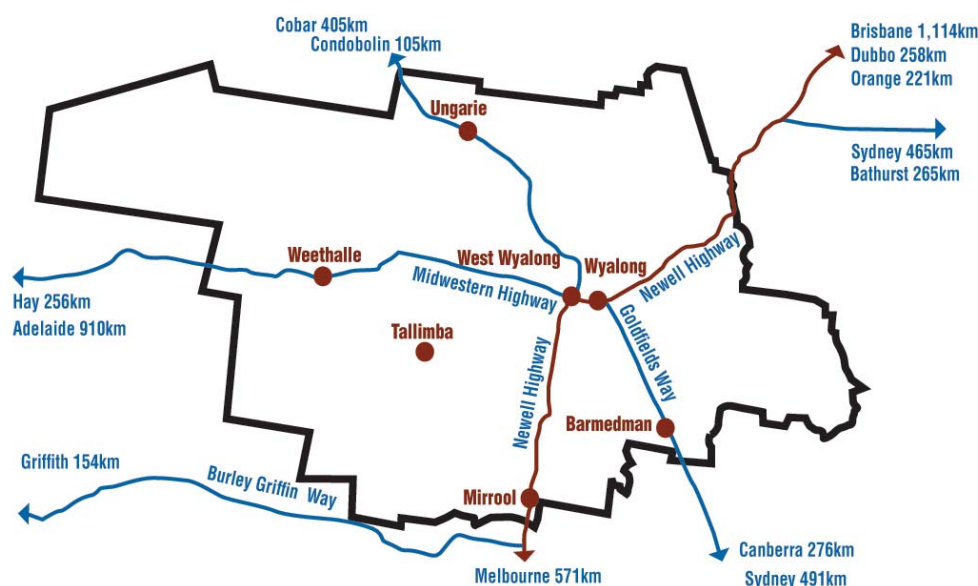 Cobar 405km
Condobolin 105km
Brisbane 1,114km
Dubbo 258km
Orange 221km
Ungarie
Sydney 465km
Bathurst 265km
Weethalle
West Wyalong
Wyalong
Newell Highway
Midwestern Highway
Hay 256km
Adelaide 910km
Tallimba
Goldfields Way
Newell Highway
Barmedman
Griffith 154km
Burley Griffin Way
Mirrool
Canberra 276km
Sydney 491km
Melbourne 571km